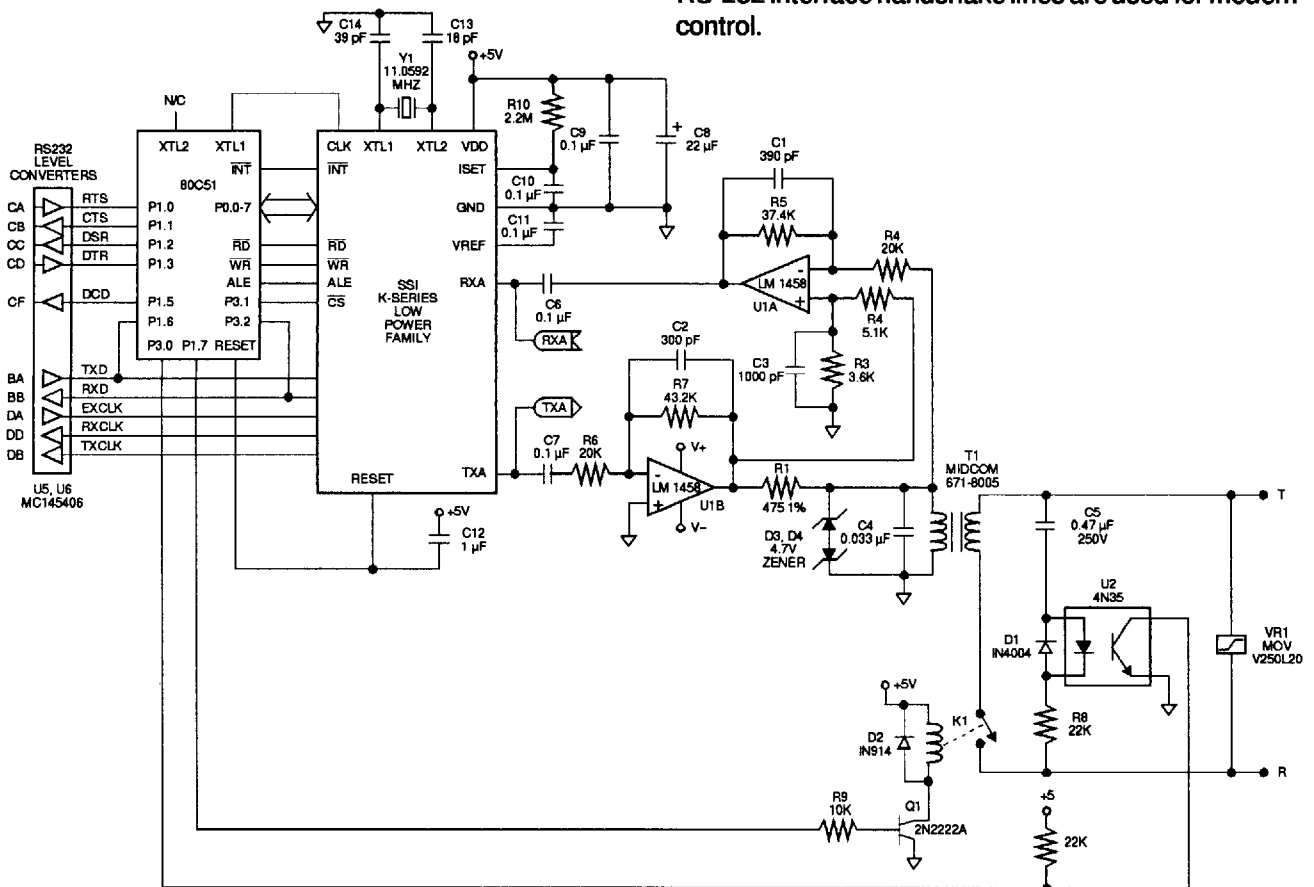 RS-232 interface handshake lines are used for modem
control.
C14
39 pF
C13
18 pF
Y1
11.0592
MHZ
+5V
N/C
R10
2.2M
C9
0.1 µF
+
C8
22 µF
C1
390 pF
RS232
LEVEL
CONVERTERS
XTL2 XTL1
CLK XTL1 XTL2 VDD
INT
INT
ISET
80C51
C10
0.1 µF
R5
37.4K
CA RTS P1.0 P0.0-7
GND
CB CTS P1.1
C11
0.1 µF
R4
20K
CC DSR P1.2 RD RD
VREF
CD DTR P1.3 WR WR
ALE ALE
SSI
K-SERIES
LOW
POWER
FAMILY
RXA
- LM 1458 +
U1A
CF DCD P1.5 P3.1 CS
C6
0.1 µF
R4
5.1K
P1.6 P3.2
RXA
C2
300 pF
P3.0 P1.7 RESET
C3
1000 pF
R3
3.6K
BA TXD
BB RXD
R7
43.2K
DA EXCLK
TXA
DD RXCLK
DB TXCLK
C7
0.1 µF
R6
20K
V+
T1
MIDCOM
671-8005
TXA
RESET
- LM 1458 +
U1B
V−
R1
475 1%
U5, U6
MC145406
T
+5V
C12
1 µF
D3, D4
4.7V
ZENER
C4
0.033 µF
C5
0.47 µF
250V
U2
4N35
D1
IN4004
VR1
MOV
V250L20
+5V
K1
R8
22K
D2
IN914
R
+5
R9
10K
Q1
2N2222A
22K